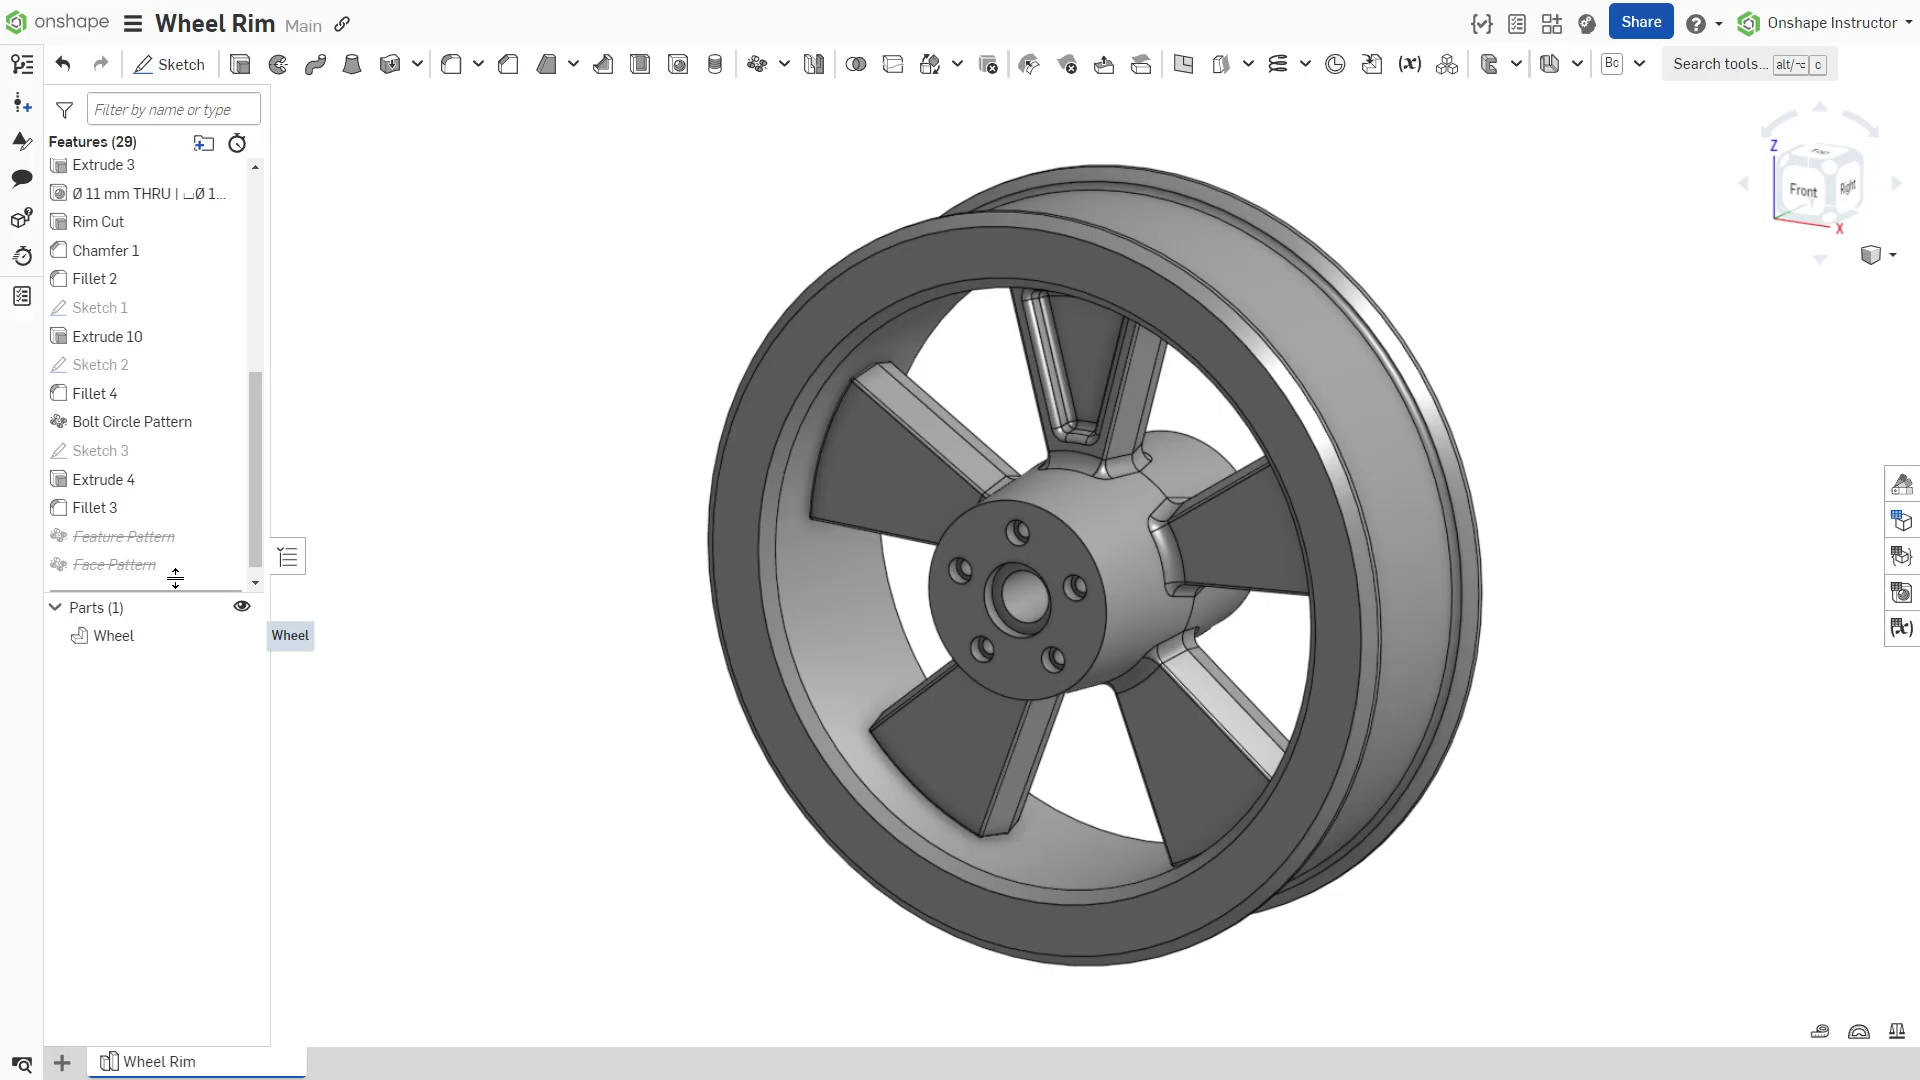 onshape Wheel Rim Main Share Onshape Instructor
Sketch Bc Search tools... alt/⌥ c
Filter by name or type
Features (29)
Extrude 3
Ø 11 mm THRU | ⌴Ø 1...
Rim Cut
Chamfer 1
Fillet 2
Sketch 1
Extrude 10
Sketch 2
Fillet 4
Bolt Circle Pattern
Sketch 3
Extrude 4
Fillet 3
Feature Pattern
Face Pattern
Parts (1)
Wheel
Wheel
Z
Top
Front Right
X
Wheel Rim